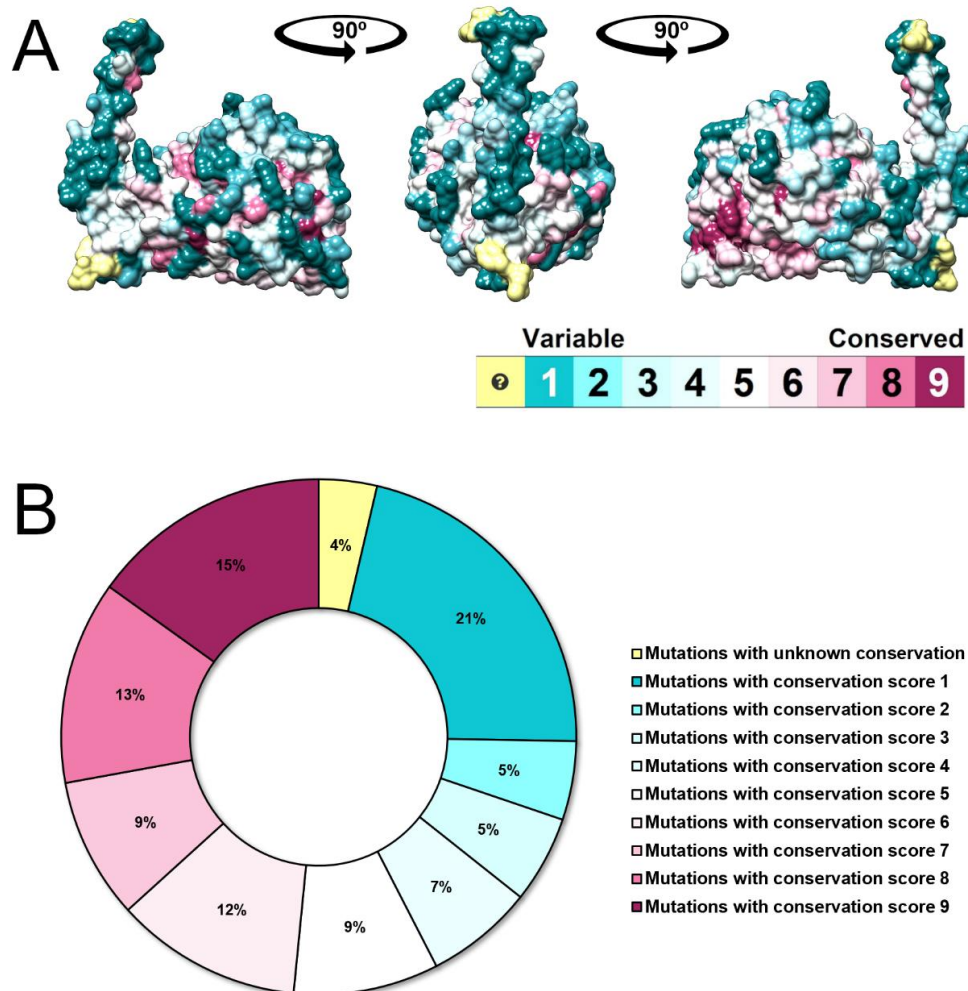 A
90º
90º
Variable Conserved
? 1 2 3 4 5 6 7 8 9
B
4%
21%
5%
5%
7%
9%
12%
9%
13%
15%
Mutations with unknown conservation
Mutations with conservation score 1
Mutations with conservation score 2
Mutations with conservation score 3
Mutations with conservation score 4
Mutations with conservation score 5
Mutations with conservation score 6
Mutations with conservation score 7
Mutations with conservation score 8
Mutations with conservation score 9